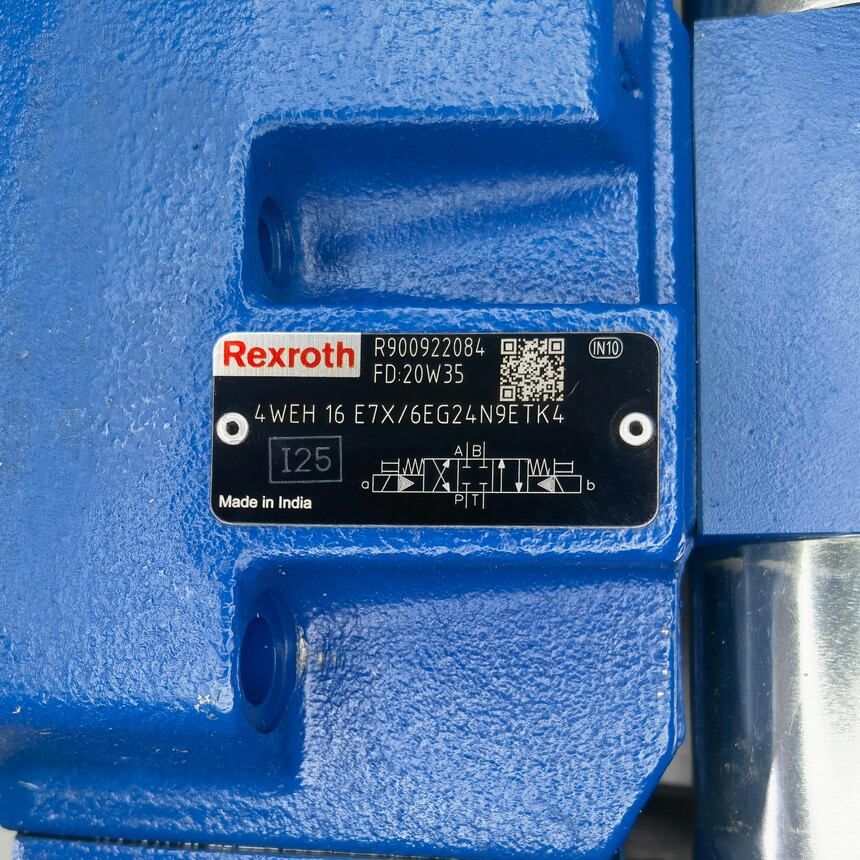 Rexroth
R900922084
FD:20W35
IN10
4WEH 16 E7X/6EG24N9ETK4
I25
A B
a
b
P T
Made in India